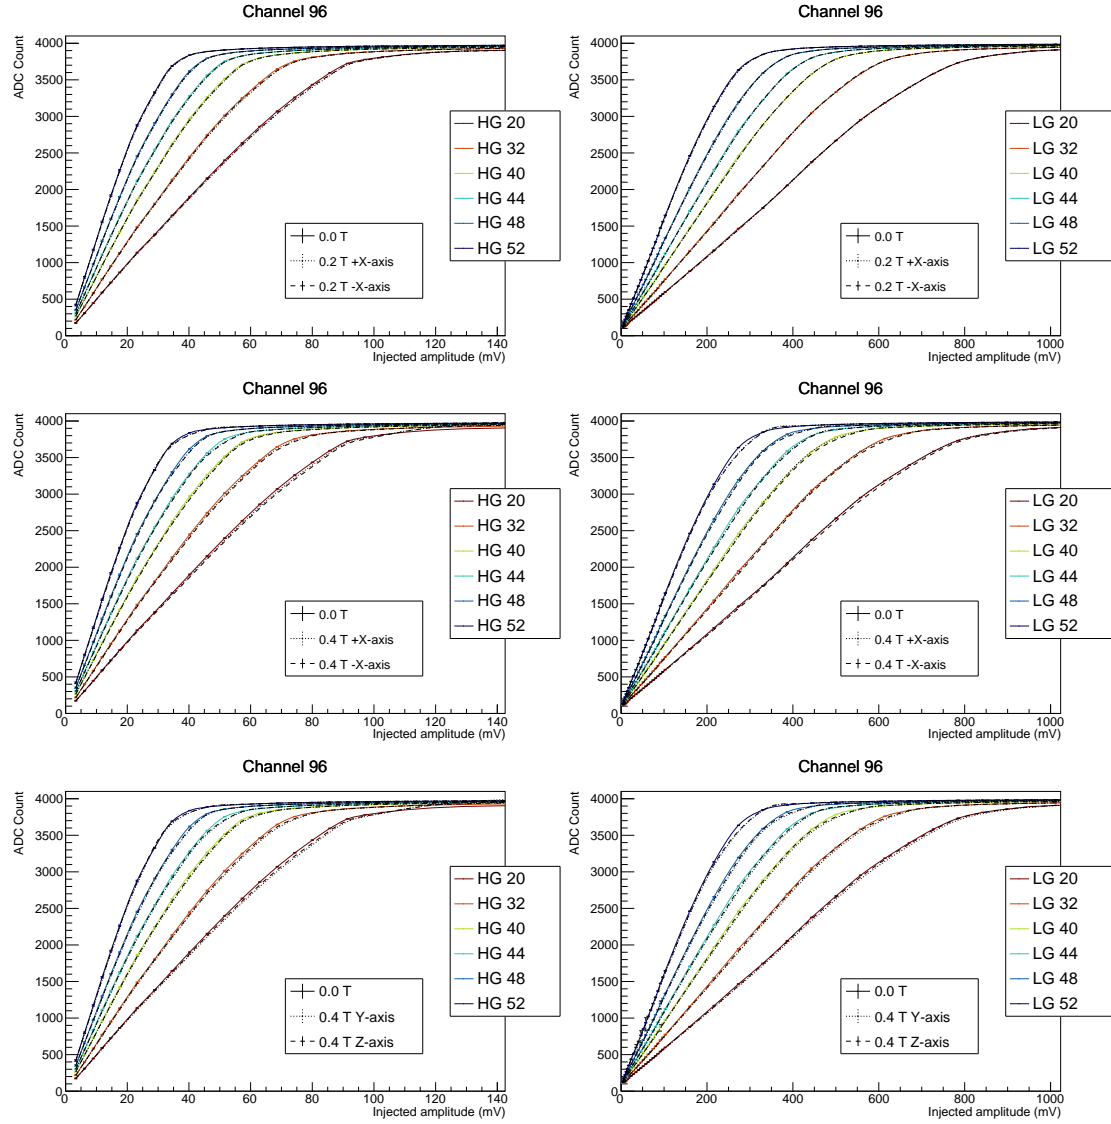 Channel 96
ADC Count
4000
3500
3000
2500
2000
1500
1000
500
0
0 20 40 60 80 100 120 140
Injected amplitude (mV)
HG 20
HG 32
HG 40
HG 44
HG 48
HG 52
0.0 T
0.2 T +X-axis
0.2 T -X-axis
Channel 96
ADC Count
4000
3500
3000
2500
2000
1500
1000
500
0
0 200 400 600 800 1000
Injected amplitude (mV)
LG 20
LG 32
LG 40
LG 44
LG 48
LG 52
0.0 T
0.2 T +X-axis
0.2 T -X-axis
Channel 96
ADC Count
4000
3500
3000
2500
2000
1500
1000
500
0
0 20 40 60 80 100 120 140
Injected amplitude (mV)
HG 20
HG 32
HG 40
HG 44
HG 48
HG 52
0.0 T
0.4 T +X-axis
0.4 T -X-axis
Channel 96
ADC Count
4000
3500
3000
2500
2000
1500
1000
500
0
0 200 400 600 800 1000
Injected amplitude (mV)
LG 20
LG 32
LG 40
LG 44
LG 48
LG 52
0.0 T
0.4 T +X-axis
0.4 T -X-axis
Channel 96
ADC Count
4000
3500
3000
2500
2000
1500
1000
500
0
0 20 40 60 80 100 120 140
Injected amplitude (mV)
HG 20
HG 32
HG 40
HG 44
HG 48
HG 52
0.0 T
0.4 T Y-axis
0.4 T Z-axis
Channel 96
ADC Count
4000
3500
3000
2500
2000
1500
1000
500
0
0 200 400 600 800 1000
Injected amplitude (mV)
LG 20
LG 32
LG 40
LG 44
LG 48
LG 52
0.0 T
0.4 T Y-axis
0.4 T Z-axis